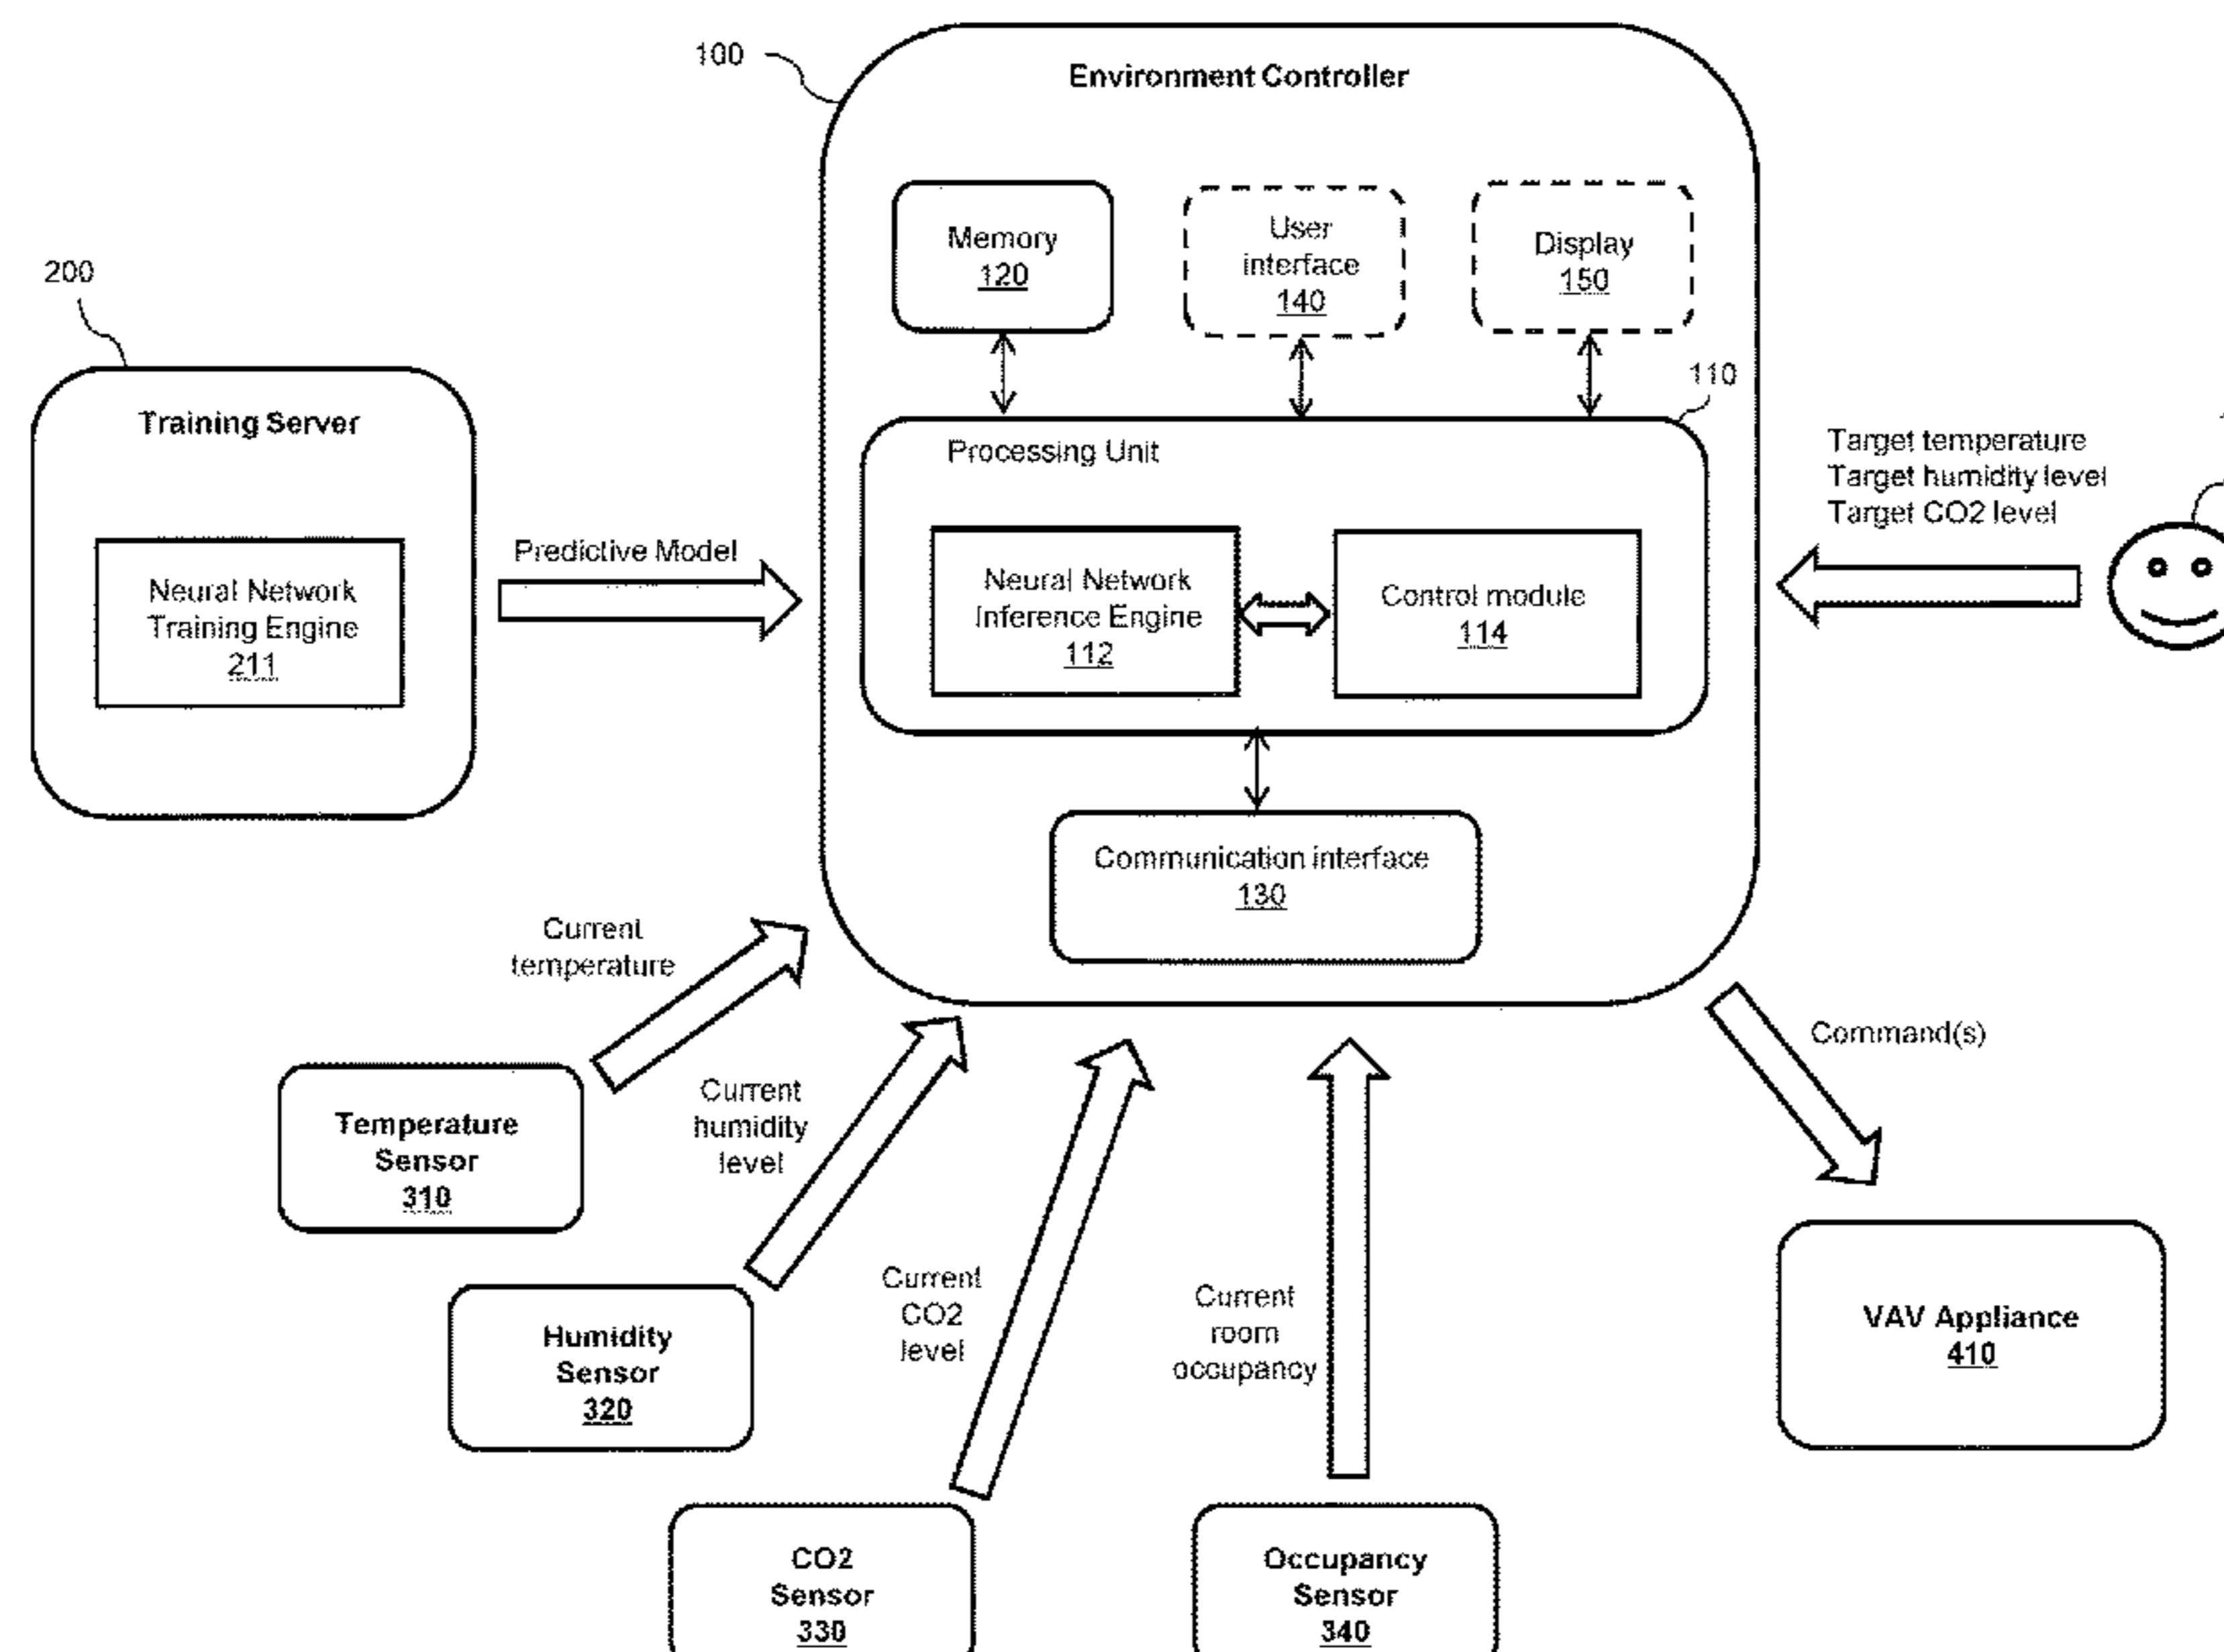 100
Environment Controller
Memory
120
User
interface
140
Display
150
200
110
Training Server
Processing Unit
Target temperature
Target humidity level
Target CO2 level
Predictive Model
Neural Network
Training Engine
211
Neural Network
Inference Engine
112
Control module
114
Communication interface
130
Current
temperature
Current
humidity
level
Command(s)
Temperature
Sensor
310
Current
CO2
level
Current
room
occupancy
Humidity
Sensor
320
VAV Appliance
410
CO2
Sensor
330
Occupancy
Sensor
340